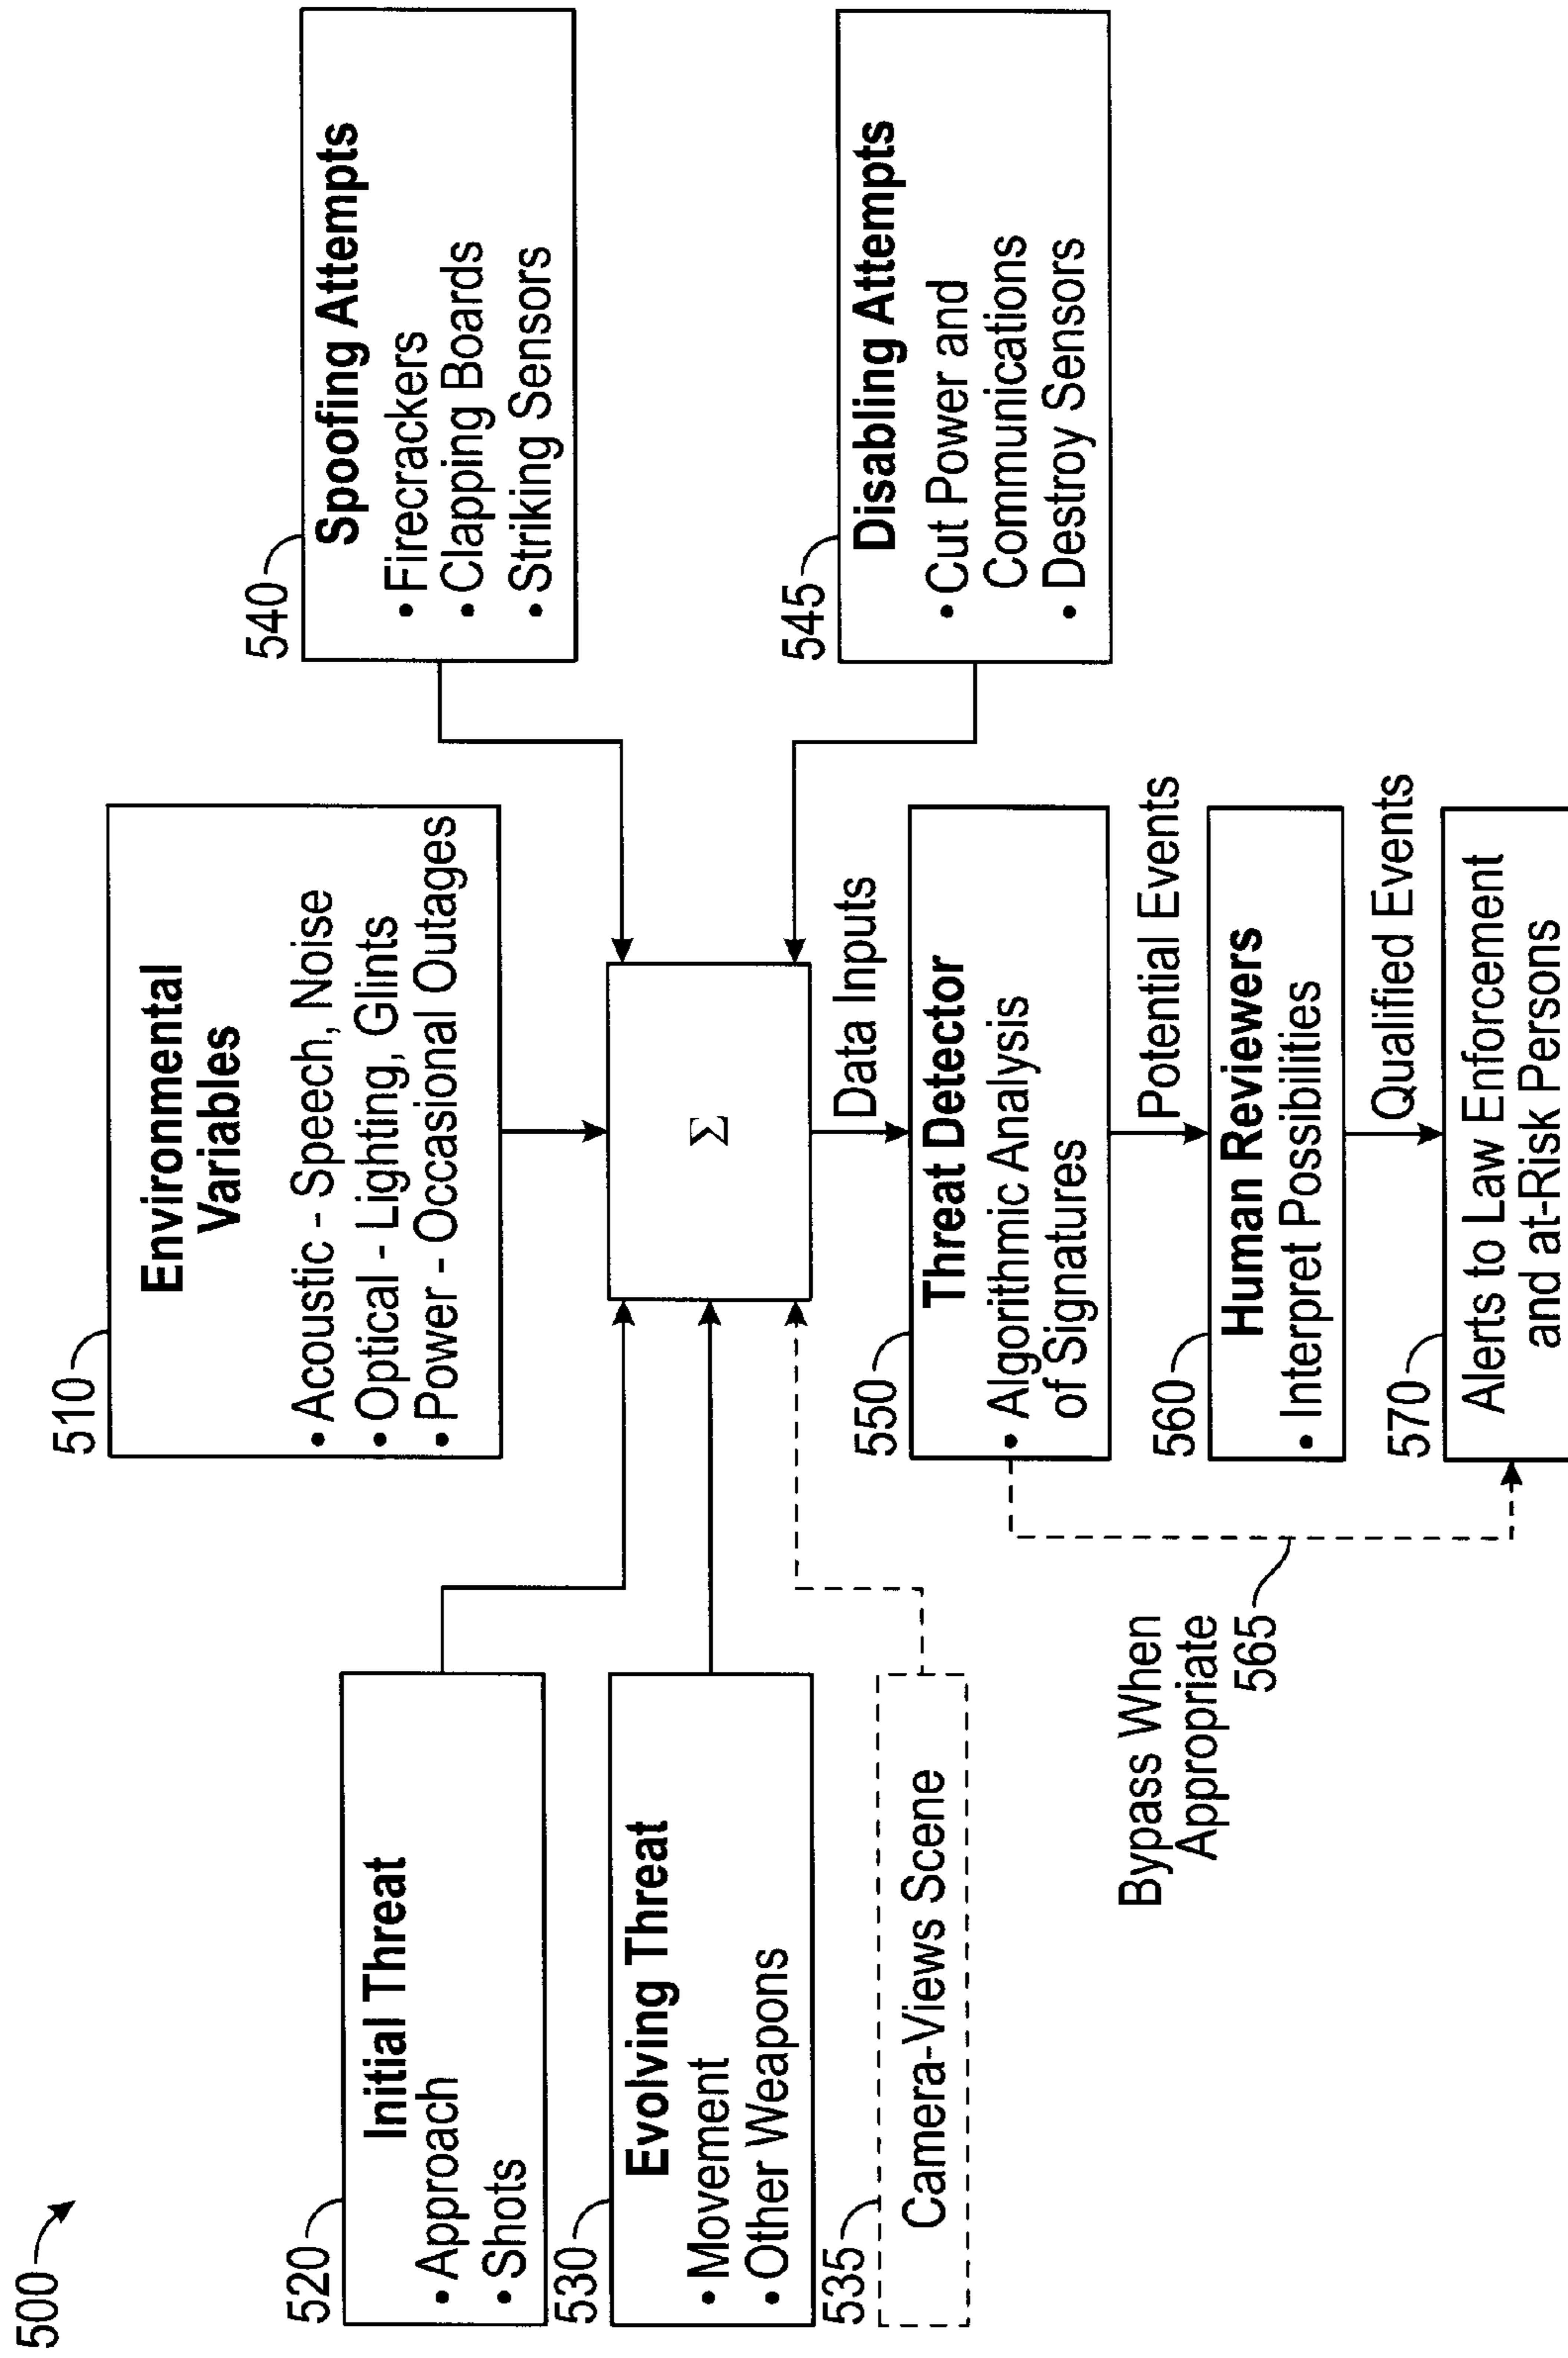 500
510
Environmental
Variables
• Acoustic - Speech, Noise
• Optical - Lighting, Glints
• Power - Occasional Outages
520
Initial Threat
• Approach
• Shots
530
Evolving Threat
• Movement
• Other Weapons
535
Camera-Views Scene
540
Spoofing Attempts
• Firecrackers
• Clapping Boards
• Striking Sensors
545
Disabling Attempts
• Cut Power and
Communications
• Destroy Sensors
Σ
Data Inputs
550
Threat Detector
• Algorithmic Analysis
of Signatures
Potential Events
560
Human Reviewers
• Interpret Possibilities
Bypass When
Appropriate
565
Qualified Events
570
Alerts to Law Enforcement
and at-Risk Persons